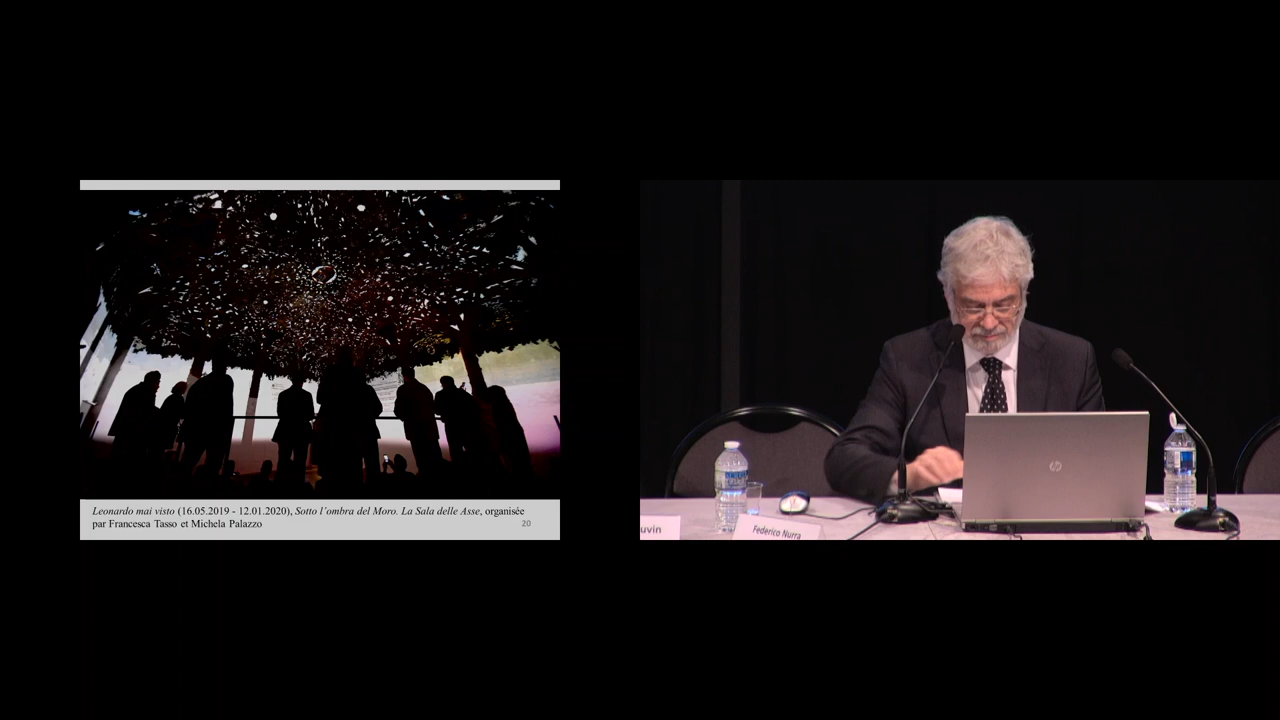 Leonardo mai visto (16.05.2019 - 12.01.2020), Sotto l'ombra del Moro. La Sala delle Asse, organisée
par Francesca Tasso et Michela Palazzo
20
hp
uvin
Federico Nurra